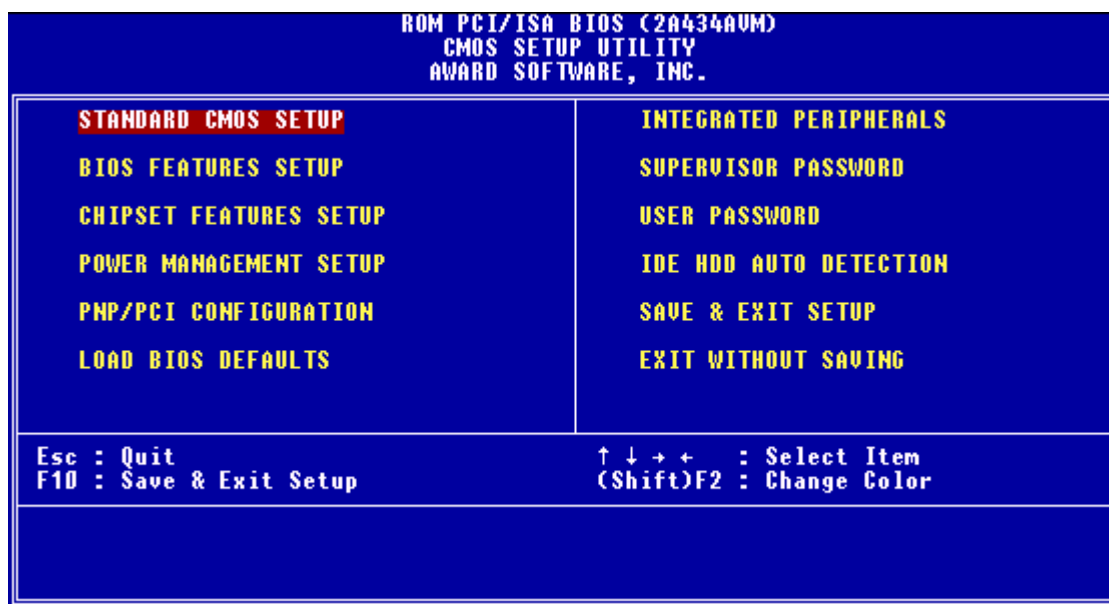 ROM PCI/ISA BIOS (2A434AVM)
CMOS SETUP UTILITY
AWARD SOFTWARE, INC.
STANDARD CMOS SETUP
BIOS FEATURES SETUP
CHIPSET FEATURES SETUP
POWER MANAGEMENT SETUP
PNP/PCI CONFIGURATION
LOAD BIOS DEFAULTS
INTEGRATED PERIPHERALS
SUPERVISOR PASSWORD
USER PASSWORD
IDE HDD AUTO DETECTION
SAVE & EXIT SETUP
EXIT WITHOUT SAVING
Esc : Quit
F10 : Save & Exit Setup
↑ ↓ → ← : Select Item
(Shift)F2 : Change Color